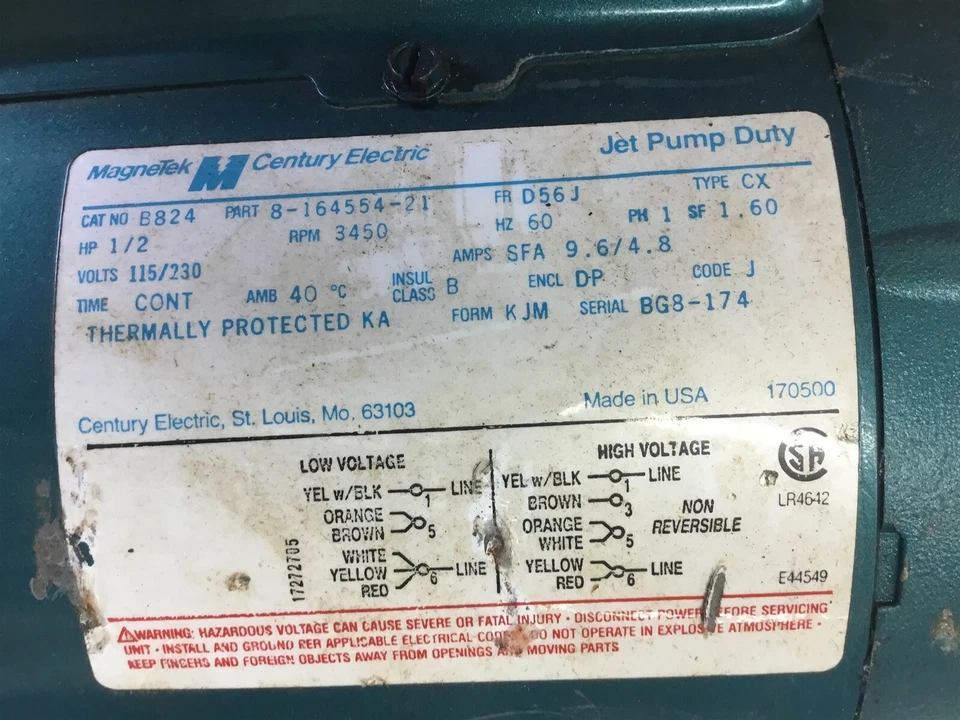 MagneTek M Century Electric Jet Pump Duty
CAT NO B824 PART 8-164554-21 FR D56J TYPE CX
HP 1/2 RPM 3450 HZ 60 PH 1 SF 1.60
VOLTS 115/230 AMPS SFA 9.6/4.8
TIME CONT AMB 40 °C INSUL CLASS B ENCL DP CODE J
THERMALLY PROTECTED KA FORM KJM SERIAL BG8-174
Century Electric, St. Louis, Mo. 63103 Made in USA 170500
LOW VOLTAGE
YEL w/BLK 1 LINE
ORANGE
BROWN 5
WHITE
YELLOW 6 LINE
RED
17272705
HIGH VOLTAGE
YEL w/BLK 1 LINE
BROWN 3
ORANGE
WHITE 5
YELLOW
RED 6 LINE
NON
REVERSIBLE
SA
LR4642
E44549
WARNING: HAZARDOUS VOLTAGE CAN CAUSE SEVERE OR FATAL INJURY · DISCONNECT POWER BEFORE SERVICING
UNIT · INSTALL AND GROUND PER APPLICABLE ELECTRICAL CODES · DO NOT OPERATE IN EXPLOSIVE ATMOSPHERE ·
KEEP FINGERS AND FOREIGN OBJECTS AWAY FROM OPENINGS AND MOVING PARTS